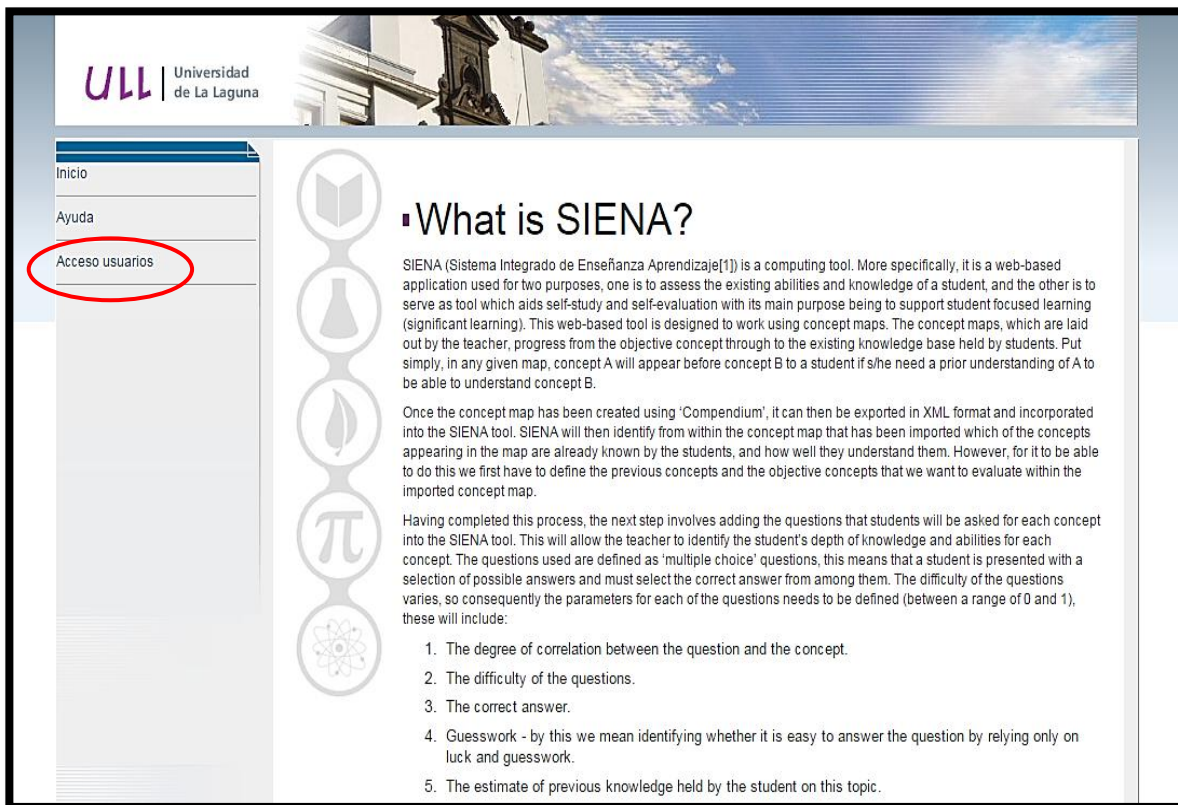 ULL
Universidad
de La Laguna
Inicio
Ayuda
Acceso usuarios
What is SIENA?
SIENA (Sistema Integrado de Enseñanza Aprendizaje[1]) is a computing tool. More specifically, it is a web-based
application used for two purposes, one is to assess the existing abilities and knowledge of a student, and the other is to
serve as tool which aids self-study and self-evaluation with its main purpose being to support student focused learning
(significant learning). This web-based tool is designed to work using concept maps. The concept maps, which are laid
out by the teacher, progress from the objective concept through to the existing knowledge base held by students. Put
simply, in any given map, concept A will appear before concept B to a student if s/he need a prior understanding of A to
be able to understand concept B.
Once the concept map has been created using ‘Compendium’, it can then be exported in XML format and incorporated
into the SIENA tool. SIENA will then identify from within the concept map that has been imported which of the concepts
appearing in the map are already known by the students, and how well they understand them. However, for it to be able
to do this we first have to define the previous concepts and the objective concepts that we want to evaluate within the
imported concept map.
Having completed this process, the next step involves adding the questions that students will be asked for each concept
into the SIENA tool. This will allow the teacher to identify the student’s depth of knowledge and abilities for each
concept. The questions used are defined as ‘multiple choice’ questions, this means that a student is presented with a
selection of possible answers and must select the correct answer from among them. The difficulty of the questions
varies, so consequently the parameters for each of the questions needs to be defined (between a range of 0 and 1),
these will include:
1. The degree of correlation between the question and the concept.
2. The difficulty of the questions.
3. The correct answer.
4. Guesswork - by this we mean identifying whether it is easy to answer the question by relying only on
luck and guesswork.
5. The estimate of previous knowledge held by the student on this topic.
π